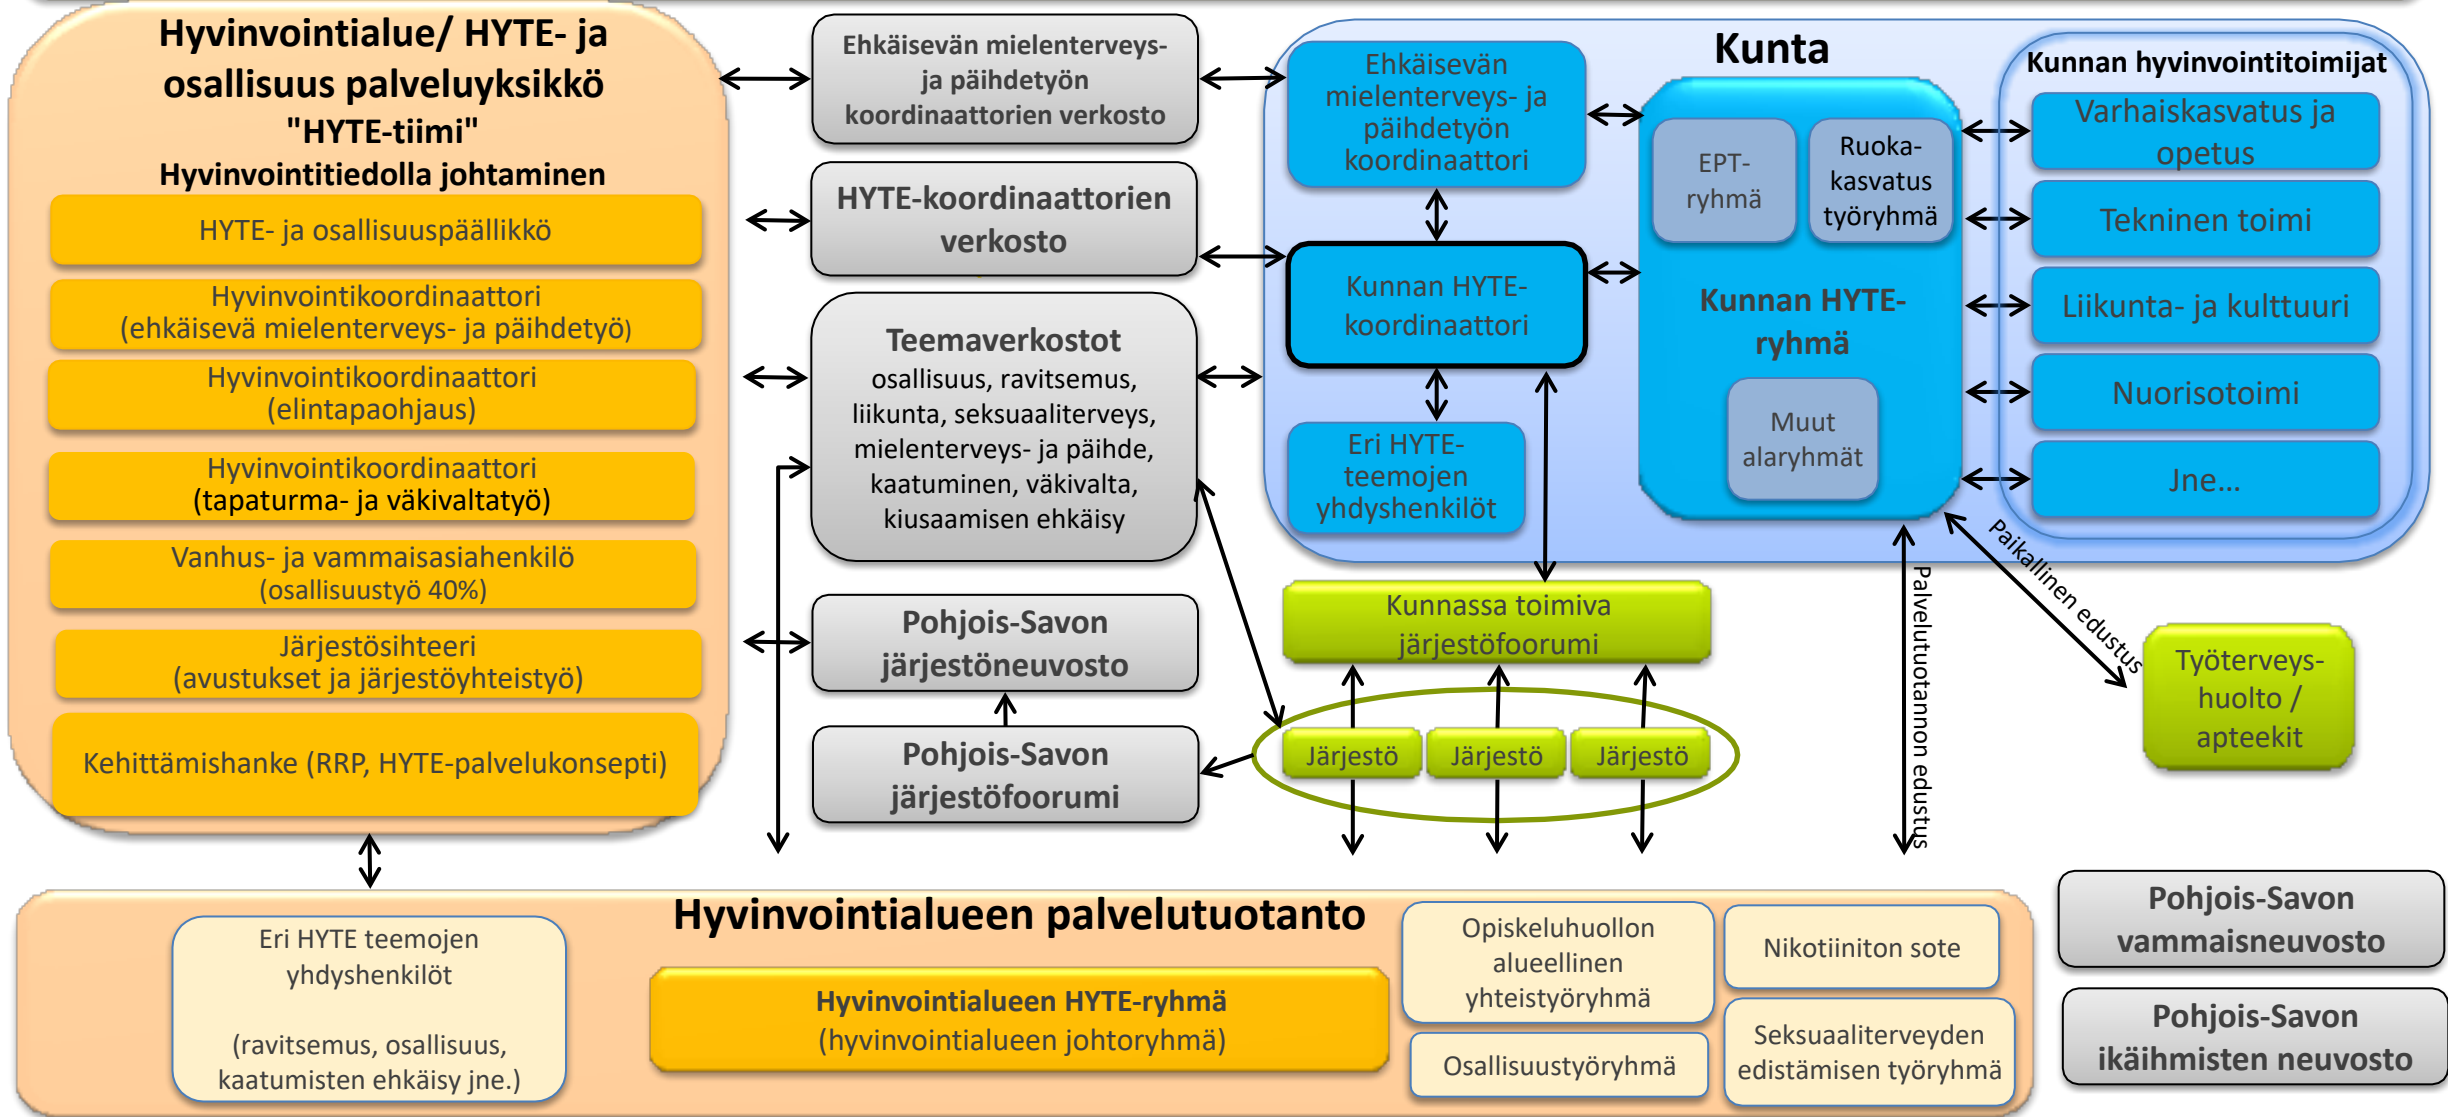 Hyvinvointialue/ HYTE- ja
osallisuus palveluyksikkö
"HYTE-tiimi"
Hyvinvointitiedolla johtaminen
HYTE- ja osallisuuspäällikkö
Hyvinvointikoordinaattori
(ehkäisevä mielenterveys- ja päihdetyö)
Hyvinvointikoordinaattori
(elintapaohjaus)
Hyvinvointikoordinaattori
(tapaturma- ja väkivaltatyö)
Vanhus- ja vammaisasiahenkilö
(osallisuustyö 40%)
Järjestösihteeri
(avustukset ja järjestöyhteistyö)
Kehittämishanke (RRP, HYTE-palvelukonsepti)
Ehkäisevän mielenterveys-
ja päihdetyön
koordinaattorien verkosto
HYTE-koordinaattorien
verkosto
Teemaverkostot
osallisuus, ravitsemus,
liikunta, seksuaaliterveys,
mielenterveys- ja päihde,
kaatuminen, väkivalta,
kiusaamisen ehkäisy
Pohjois-Savon
järjestöneuvosto
Pohjois-Savon
järjestöfoorumi
Kunta
Ehkäisevän
mielenterveys- ja
päihdetyön
koordinaattori
Kunnan HYTE-
koordinaattori
Eri HYTE-
teemojen
yhdyshenkilöt
EPT-
ryhmä
Ruoka-
kasvatus
työryhmä
Kunnan HYTE-
ryhmä
Muut
alaryhmät
Kunnan hyvinvointitoimijat
Varhaiskasvatus ja
opetus
Tekninen toimi
Liikunta- ja kulttuuri
Nuorisotoimi
Jne...
Kunnassa toimiva
järjestöfoorumi
Järjestö
Järjestö
Järjestö
Palvelutuotannon edustus
Paikallinen edustus
Työterveys-
huolto /
apteekit
Hyvinvointialueen palvelutuotanto
Eri HYTE teemojen
yhdyshenkilöt
(ravitsemus, osallisuus,
kaatumisten ehkäisy jne.)
Hyvinvointialueen HYTE-ryhmä
(hyvinvointialueen johtoryhmä)
Opiskeluhuollon
alueellinen
yhteistyöryhmä
Osallisuustyöryhmä
Nikotiiniton sote
Seksuaaliterveyden
edistämisen työryhmä
Pohjois-Savon
vammaisneuvosto
Pohjois-Savon
ikäihmisten neuvosto